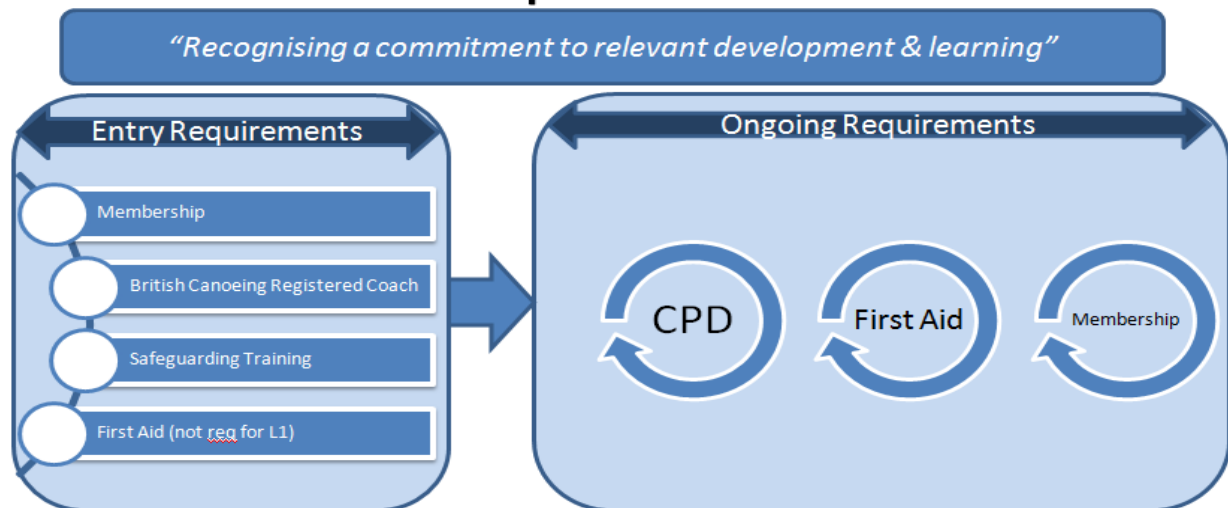 “Recognising a commitment to relevant development & learning”
Entry Requirements
Membership
British Canoeing Registered Coach
Safeguarding Training
First Aid (not req for L1)
Ongoing Requirements
CPD
First Aid
Membership